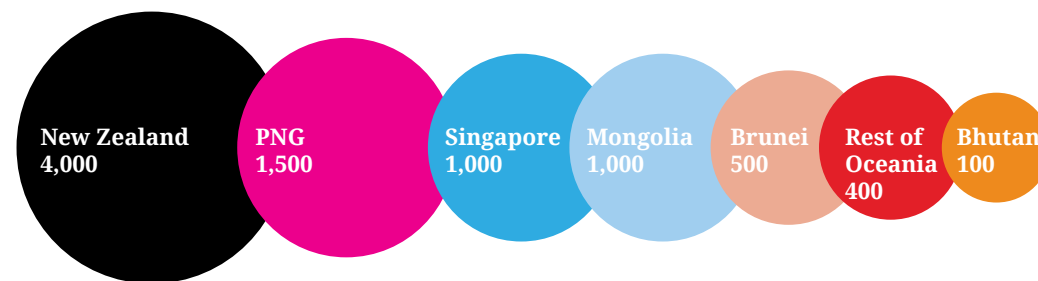 New Zealand
4,000
PNG
1,500
Singapore
1,000
Mongolia
1,000
Brunei
500
Rest of
Oceania
400
Bhutan
100